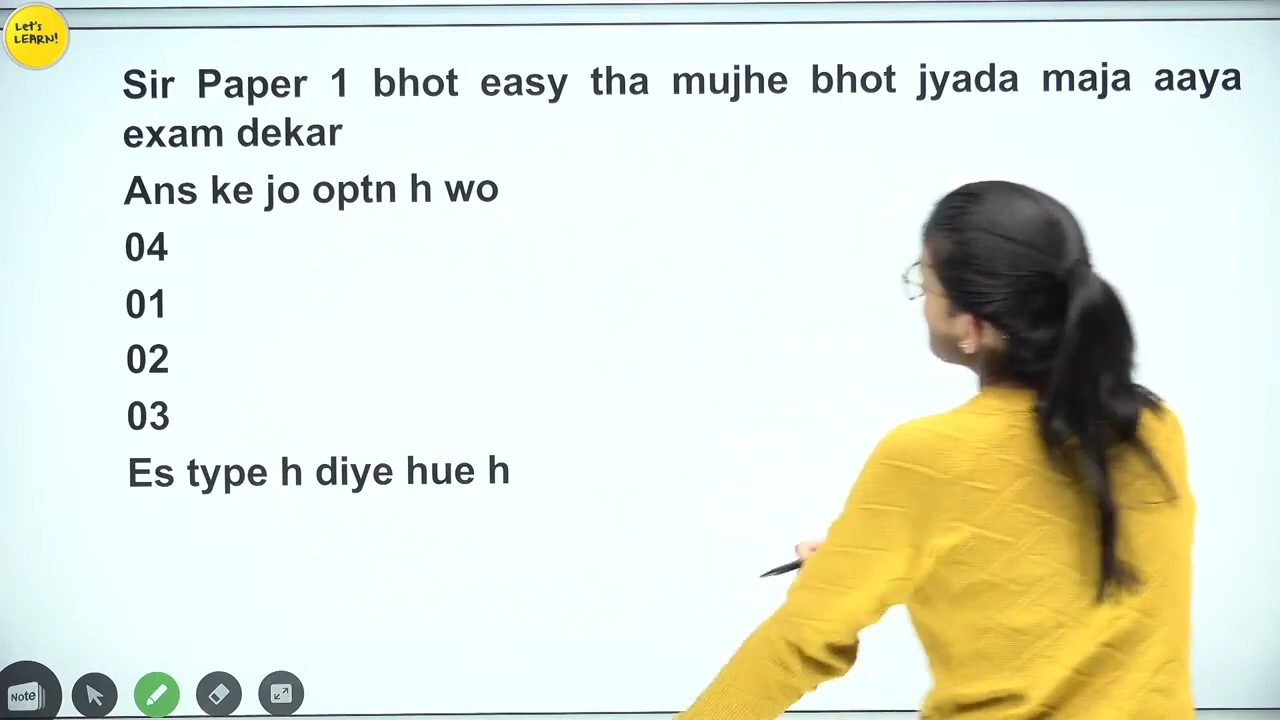 Let's
LEARN!
Sir Paper 1 bhot easy tha mujhe bhot jyada maja aaya
exam dekar
Ans ke jo optn h wo
04
01
02
03
Es type h diye hue h
Note